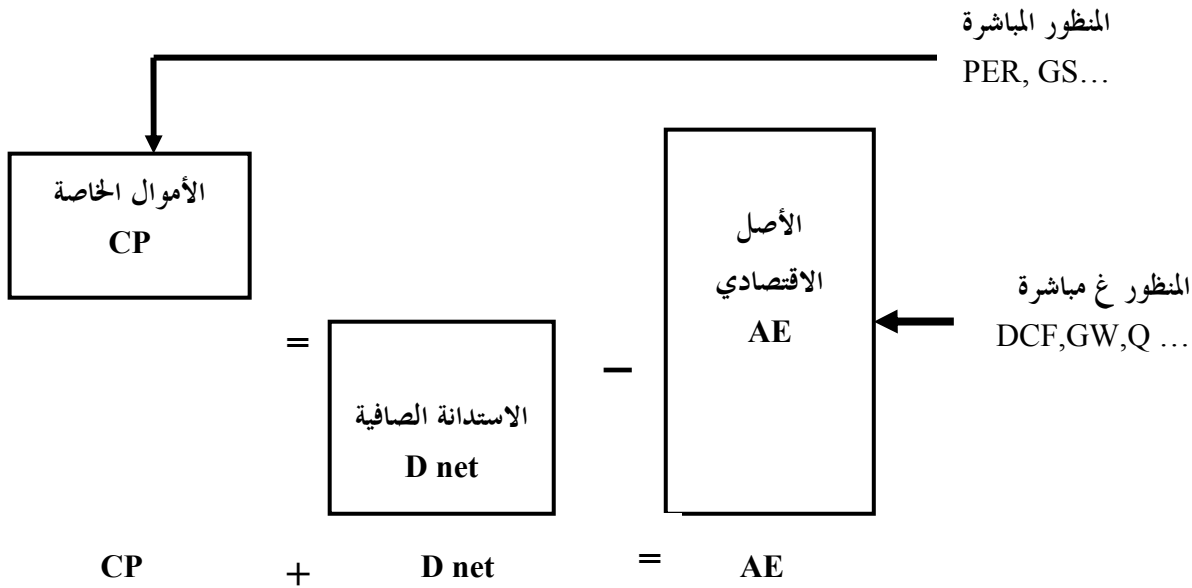 المنظور المباشرة
PER, GS…
الأموال الخاصة
CP
الأصل
الاقتصادي
AE
المنظور غ مباشرة
DCF,GW,Q …
=
–
الاستدانة الصافية
D net
CP + D net = AE